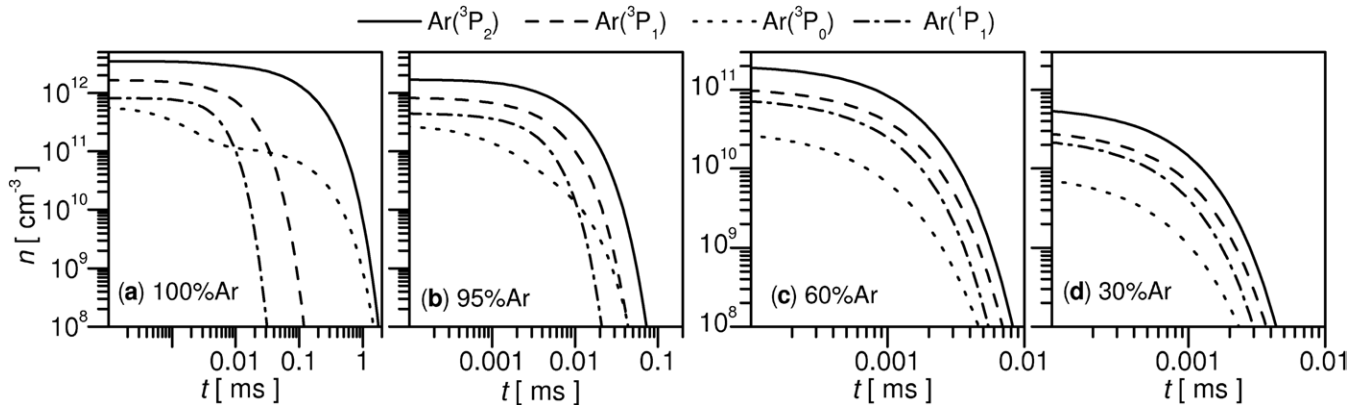 Ar(³P₂) Ar(³P₁) Ar(³P₀) Ar(¹P₁)
n [ cm⁻³ ]
10¹²
10¹¹
10¹⁰
10⁹
10⁸
(a) 100%Ar
0.01 0.1 1
t [ ms ]
(b) 95%Ar
0.001 0.01 0.1
t [ ms ]
10¹¹
10¹⁰
10⁹
10⁸
(c) 60%Ar
0.001 0.01
t [ ms ]
(d) 30%Ar
0.001 0.01
t [ ms ]